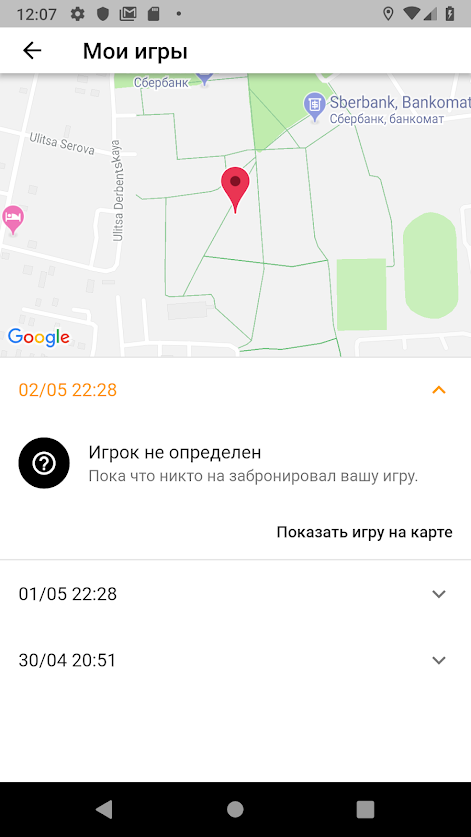 12:07
Мои игры
Сбербанк
Sberbank, Bankomat
Сбербанк, банкомат
Ulitsa Serova
Ulitsa Derbentskaya
Google
02/05 22:28
Игрок не определен
Пока что никто на забронировал вашу игру.
Показать игру на карте
01/05 22:28
30/04 20:51